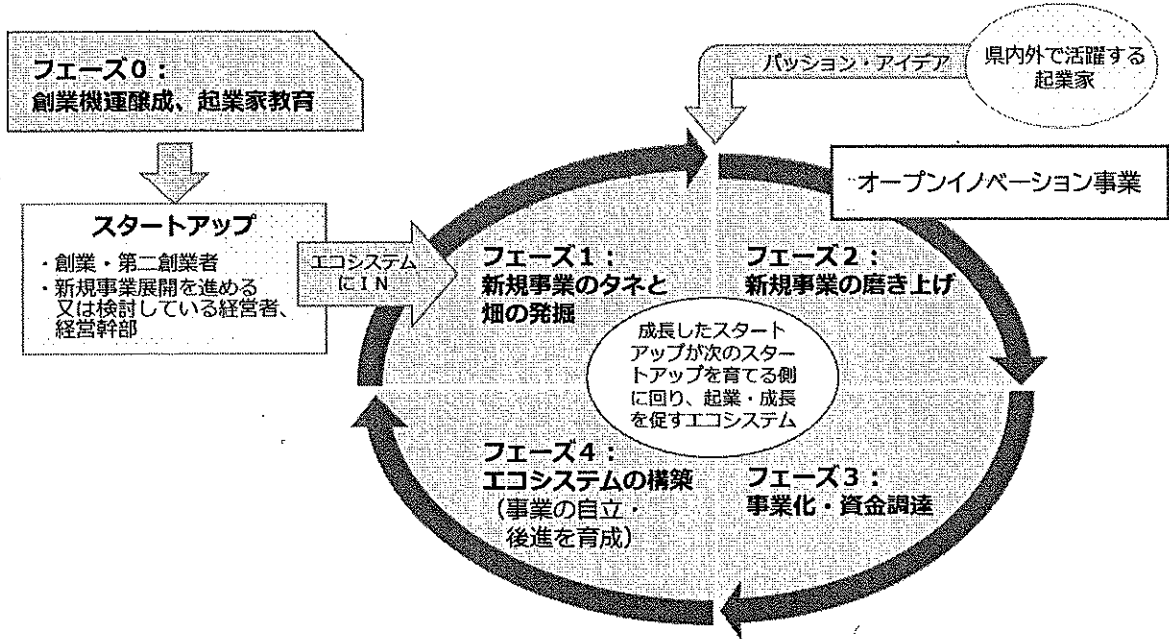 フェーズ0：
創業機運醸成、起業家教育
スタートアップ
・創業・第二創業者
・新規事業展開を進める
又は検討している経営者、
経営幹部
エコシステム
にＩＮ
パッション・アイデア
県内外で活躍する
起業家
オープンイノベーション事業
フェーズ1：
新規事業のタネと
畑の発掘
フェーズ2：
新規事業の磨き上げ
成長したスタート
アップが次のスター
トアップを育てる側
に回り、起業・成長
を促すエコシステム
フェーズ4：
エコシステムの構築
（事業の自立・
後進を育成）
フェーズ3：
事業化・資金調達